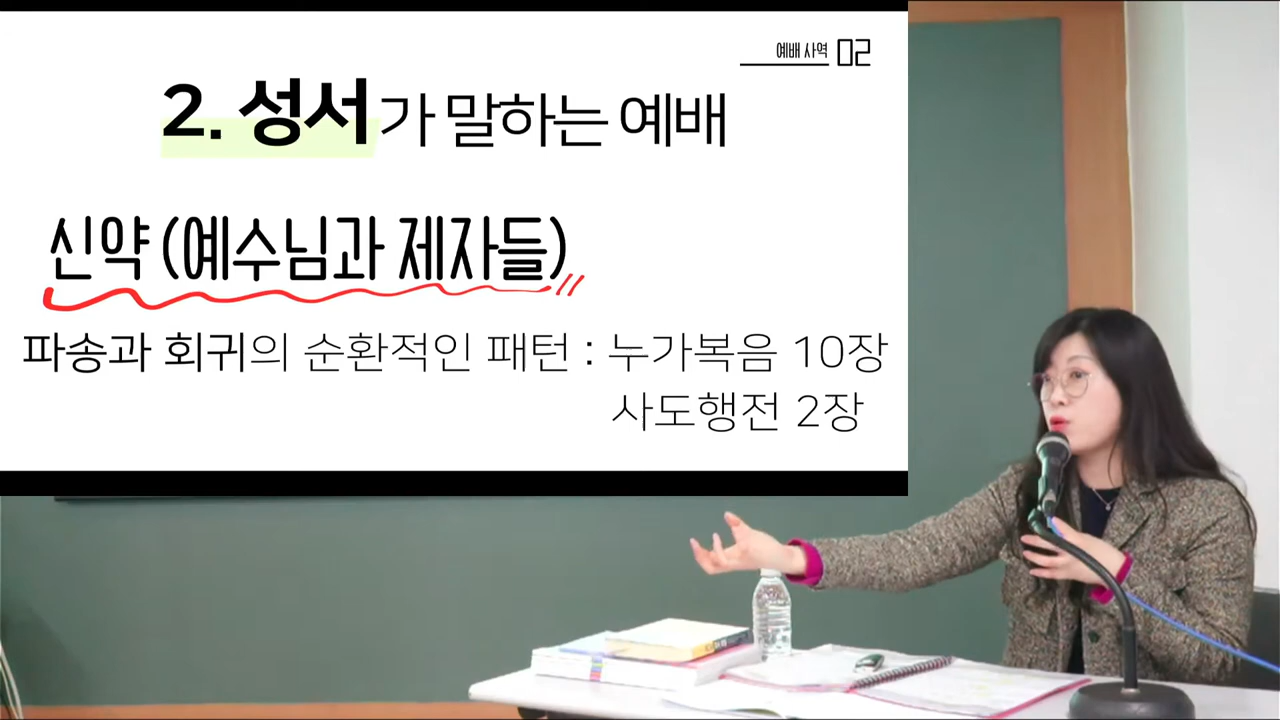 예배 사역 02
2. 성서가 말하는 예배
신약 (예수님과 제자들)
파송과 회귀의 순환적인 패턴 : 누가복음 10장
사도행전 2장